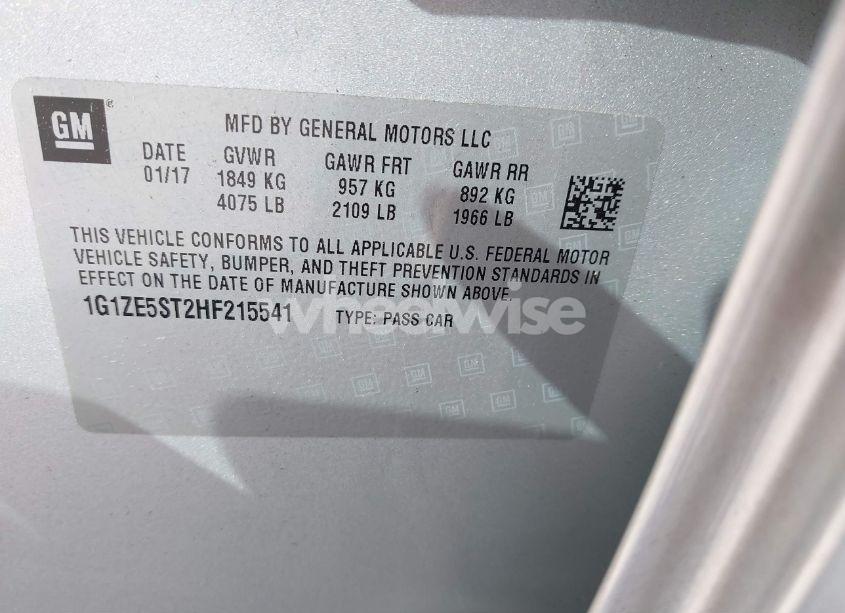 GM
MFD BY GENERAL MOTORS LLC
DATE GVWR GAWR FRT GAWR RR
01/17 1849 KG 957 KG 892 KG
4075 LB 2109 LB 1966 LB
THIS VEHICLE CONFORMS TO ALL APPLICABLE U.S. FEDERAL MOTOR
VEHICLE SAFETY, BUMPER, AND THEFT PREVENTION STANDARDS IN
EFFECT ON THE DATE OF MANUFACTURE SHOWN ABOVE.
1G1ZE5ST2HF215541 TYPE: PASS CAR
wheelwise